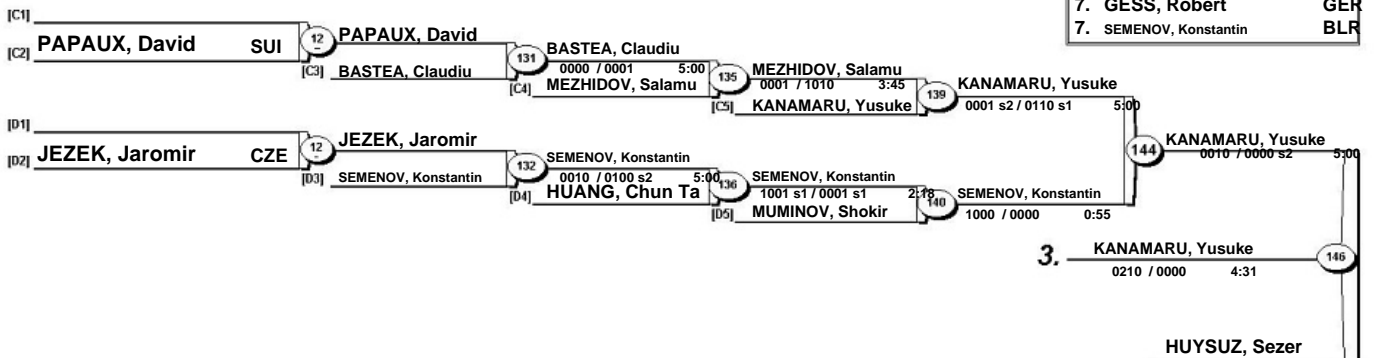 7. GESS, Robert GER
[C1]
7. SEMENOV, Konstantin BLR
[C2] PAPAUX, David SUI
12
PAPAUX, David
[C3] BASTEA, Claudiu
131
BASTEA, Claudiu
0000 / 0001 5:00
[C4] MEZHIDOV, Salamu
135
MEZHIDOV, Salamu
0001 / 1010 3:45
[C5] KANAMARU, Yusuke
139
KANAMARU, Yusuke
0001 s2 / 0110 s1 5:00
[D1]
[D2] JEZEK, Jaromir CZE
12
JEZEK, Jaromir
[D3] SEMENOV, Konstantin
132
SEMENOV, Konstantin
0010 / 0100 s2 5:00
[D4] HUANG, Chun Ta
136
SEMENOV, Konstantin
1001 s1 / 0001 s1 2:18
[D5] MUMINOV, Shokir
140
SEMENOV, Konstantin
1000 / 0000 0:55
144
KANAMARU, Yusuke
0010 / 0000 s2 5:00
3. KANAMARU, Yusuke
0210 / 0000 4:31
146
HUYSUZ, Sezer